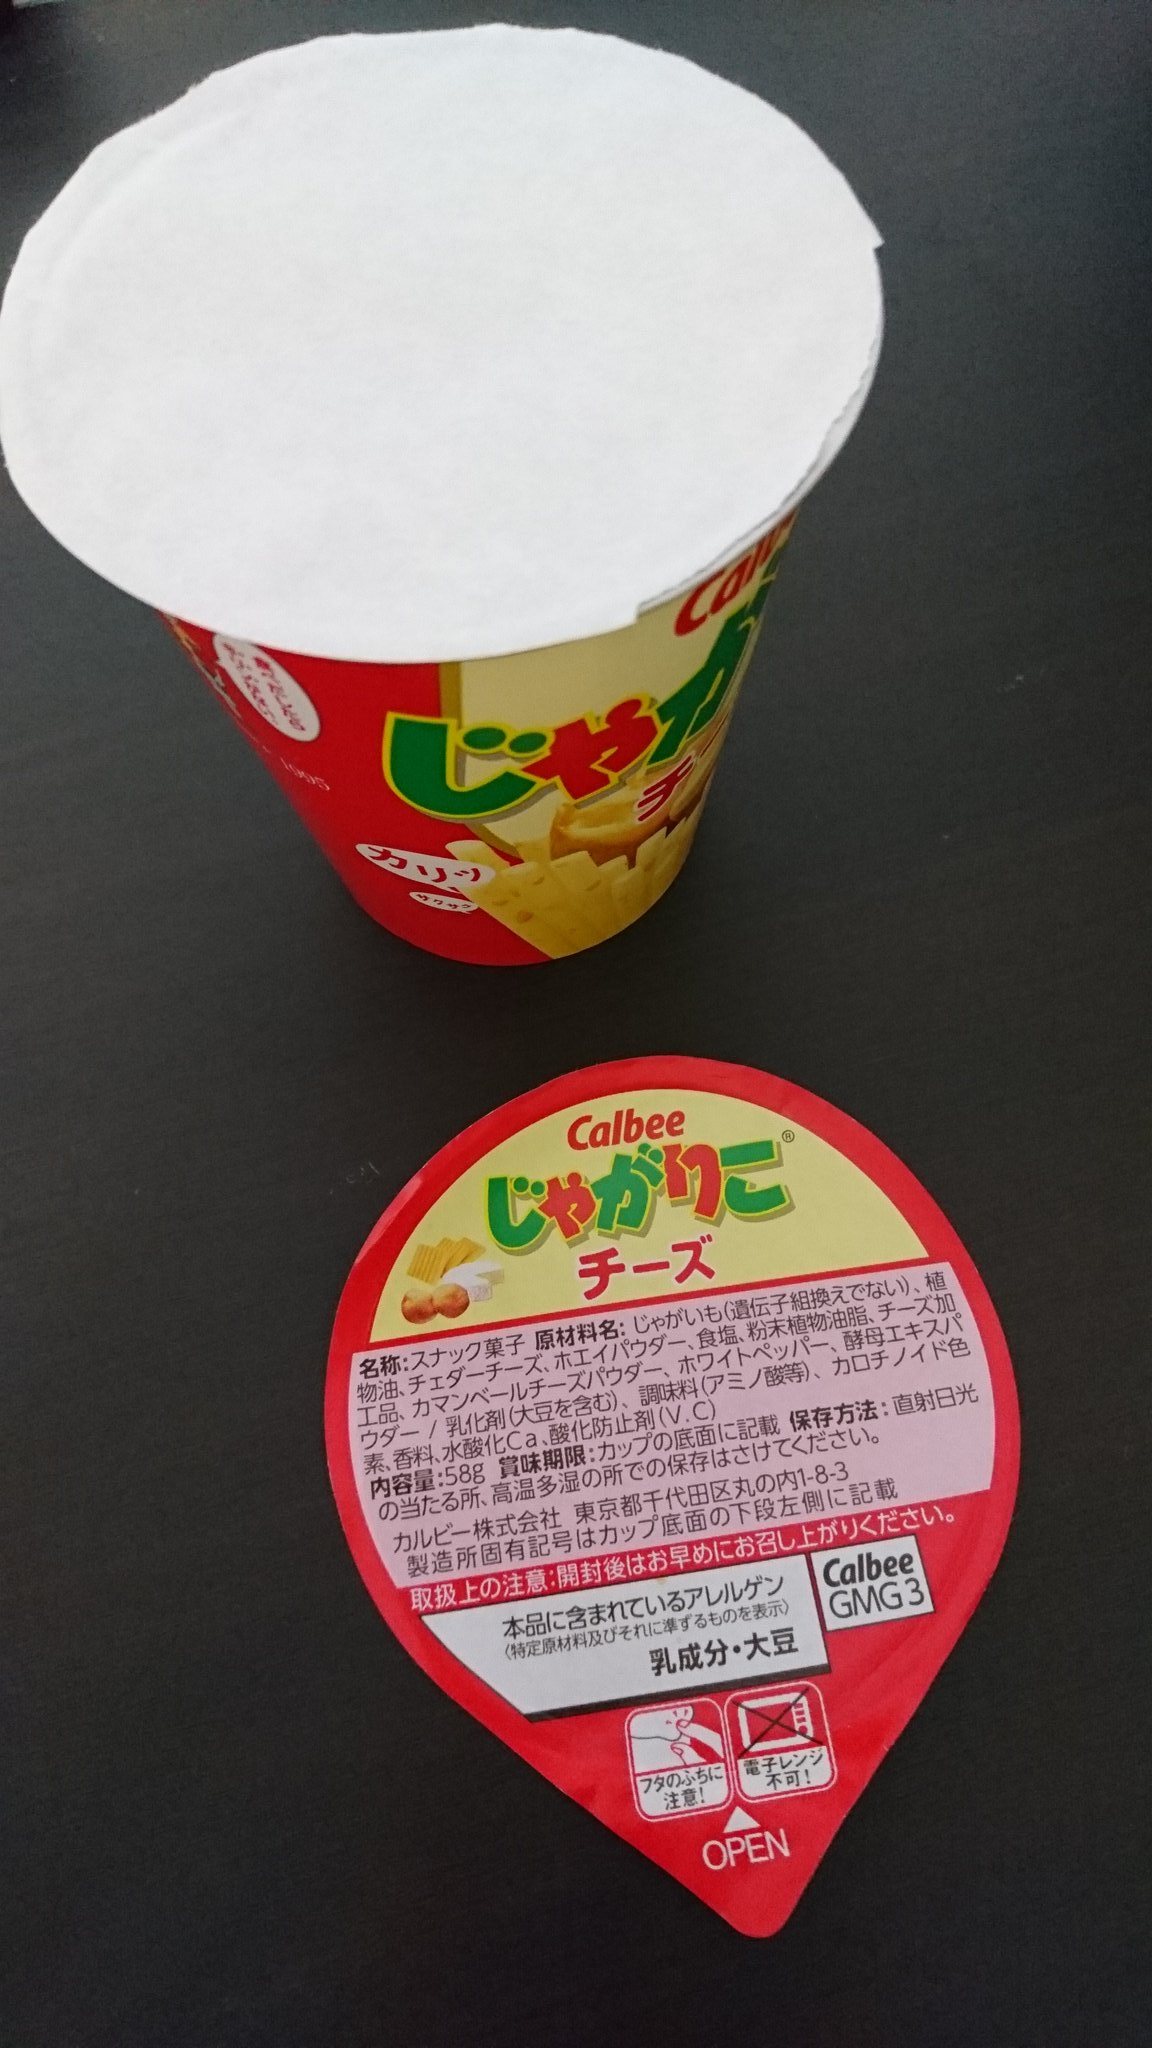 Calbee
じゃが
チー
カリッ
サクサク
Calbee
じゃがりこ®
チーズ
名称:スナック菓子 原材料名:じゃがいも(遺伝子組換えでない)、植
物油、チェダーチーズ、ホエイパウダー、食塩、粉末植物油脂、チーズ加
工品、カマンベールチーズパウダー、ホワイトペッパー、酵母エキスパ
ウダー / 乳化剤(大豆を含む)、調味料(アミノ酸等)、カロチノイド色
素、香料、水酸化Ca、酸化防止剤(V.C)
内容量:58g 賞味期限:カップの底面に記載 保存方法:直射日光
の当たる所、高温多湿の所での保存はさけてください。
カルビー株式会社 東京都千代田区丸の内1-8-3
製造所固有記号はカップ底面の下段左側に記載
取扱上の注意:開封後はお早めにお召し上がりください。
本品に含まれているアレルゲン
(特定原材料及びそれに準ずるものを表示)
乳成分・大豆
Calbee
GMG3
フタのふちに
注意!
電子レンジ
不可!
OPEN